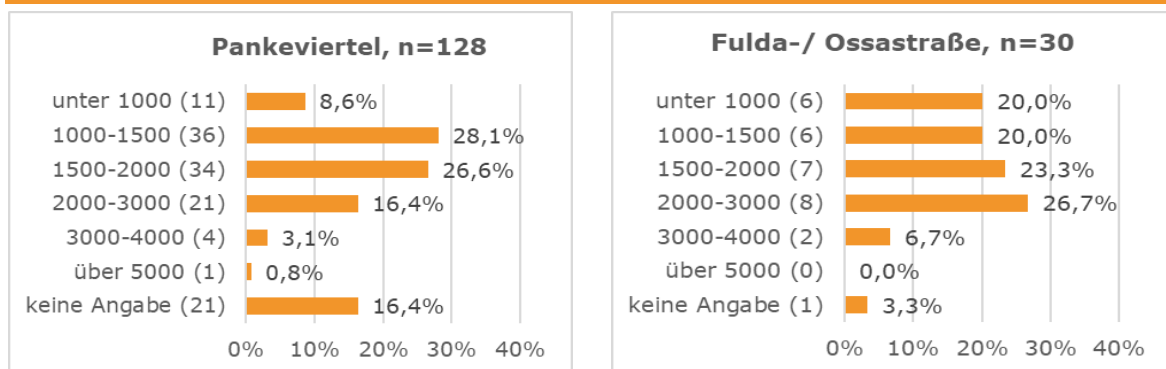 Pankeviertel, n=128
unter 1000 (11) 8,6%
1000-1500 (36) 28,1%
1500-2000 (34) 26,6%
2000-3000 (21) 16,4%
3000-4000 (4) 3,1%
über 5000 (1) 0,8%
keine Angabe (21) 16,4%
0% 10% 20% 30% 40%
Fulda-/ Ossastraße, n=30
unter 1000 (6) 20,0%
1000-1500 (6) 20,0%
1500-2000 (7) 23,3%
2000-3000 (8) 26,7%
3000-4000 (2) 6,7%
über 5000 (0) 0,0%
keine Angabe (1) 3,3%
0% 10% 20% 30% 40%